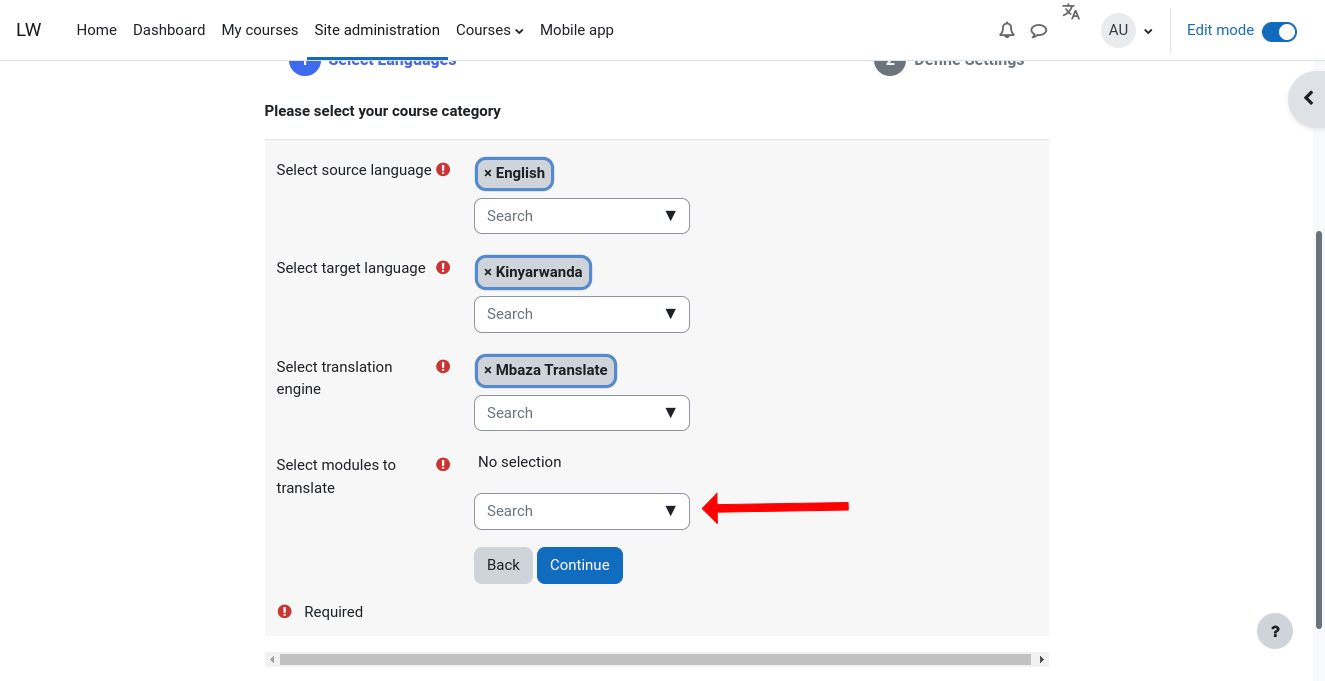 LW Home Dashboard My courses Site administration Courses Mobile app AU Edit mode
1 Select Languages 2 Define Settings
Please select your course category
Select source language × English
Search
Select target language × Kinyarwanda
Search
Select translation engine × Mbaza Translate
Search
Select modules to translate No selection
Search
Back Continue
Required
?